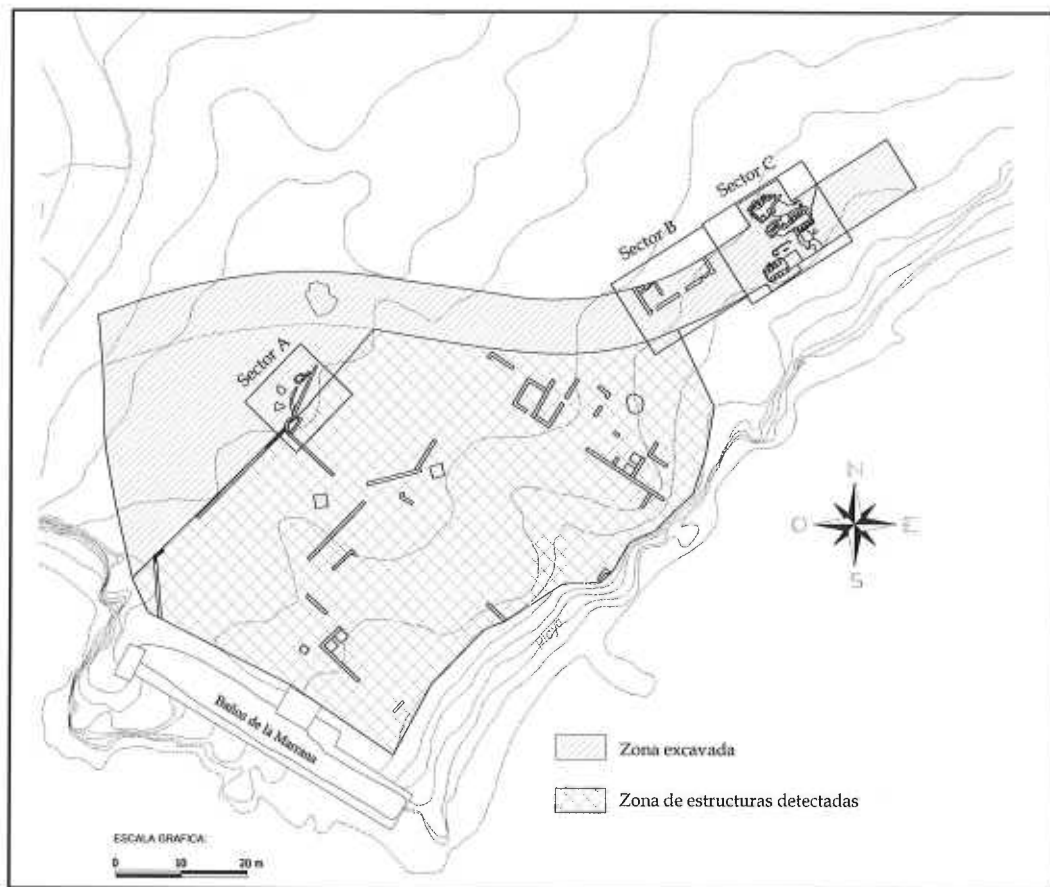 Sector C
Sector B
Sector A
N
O
E
S
Playa
Baños de la Marrana
Zona excavada
Zona de estructuras detectadas
ESCALA GRAFICA:
0 10 20 m